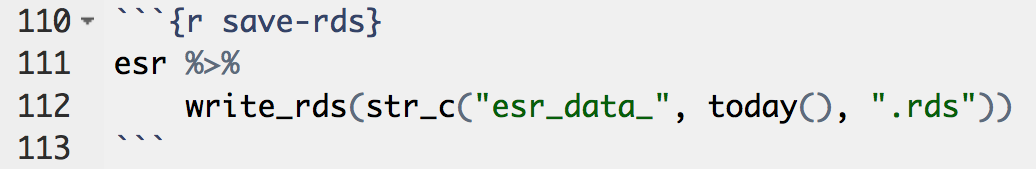 110 ```{r save-rds}
111 esr %>%
112     write_rds(str_c("esr_data_", today(), ".rds"))
113 ```